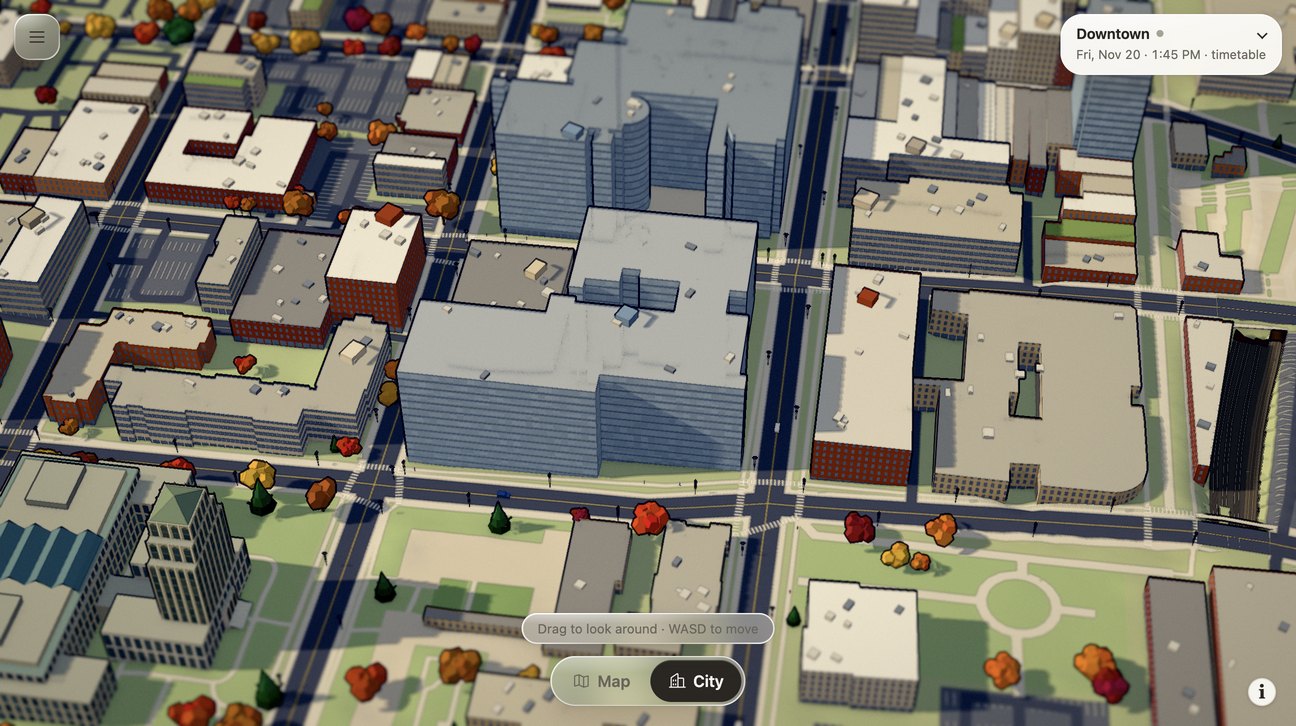 Downtown
Fri, Nov 20 · 1:45 PM · timetable
Drag to look around · WASD to move
Map
City
i